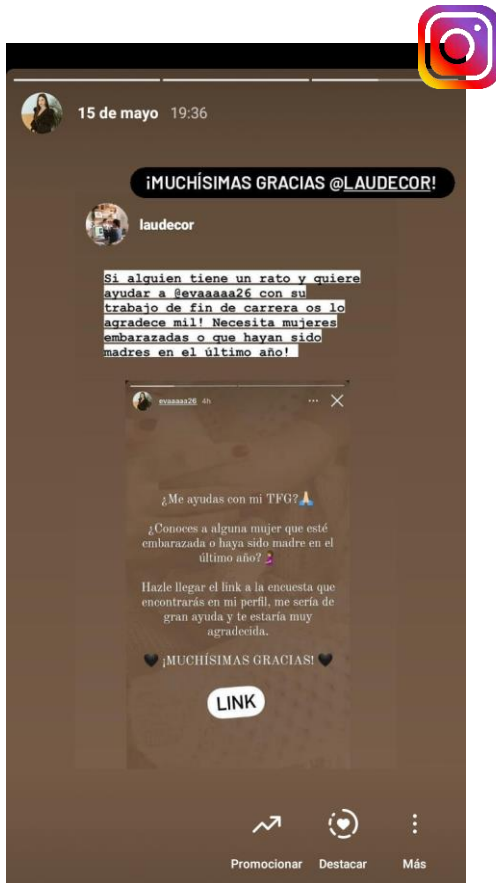 15 de mayo 19:36
¡MUCHÍSIMAS GRACIAS @LAUDECOR!
laudecor
Si alguien tiene un rato y quiere
ayudar a @evaaaaa26 con su
trabajo de fin de carrera os lo
agradece mil! Necesita mujeres
embarazadas o que hayan sido
madres en el último año!
evaaaaa26 4h
¿Me ayudas con mi TFG?🙏🏻
¿Conoces a alguna mujer que esté
embarazada o haya sido madre en el
último año?🤰
Hazle llegar el link a la encuesta que
encontrarás en mi perfil, me sería de
gran ayuda y te estaría muy
agradecida.
🖤 ¡MUCHÍSIMAS GRACIAS! 🖤
LINK
Promocionar Destacar Más